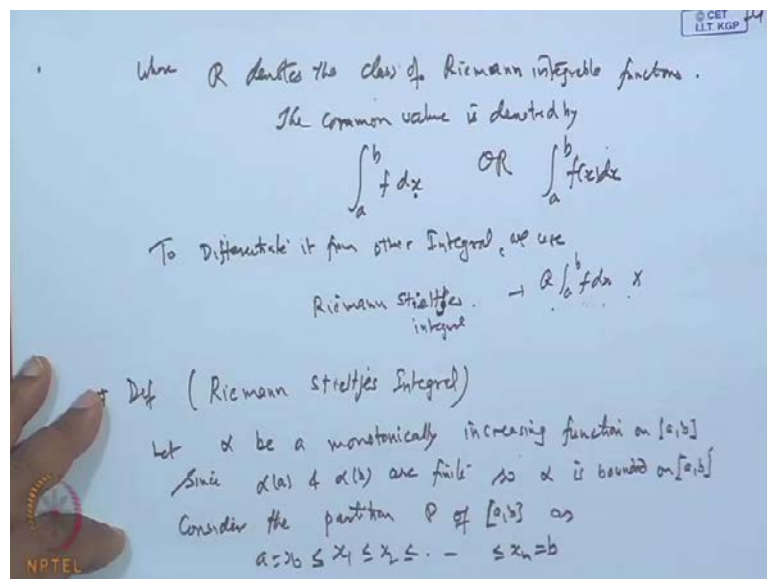 © CET
I.I.T. KGP
Where R denotes the class of Riemann integrable functions.
The common value is denoted by
∫_a^b f dx OR ∫_a^b f(x)dx
To Differentiate it from other Integral, we use
Riemann Stieltjes → R∫_a^b f dx x
integral
Def (Riemann Stieltjes Integral)
Let α be a monotonically increasing function on [a,b]
Since α(a) & α(b) are finite so α is bounded on [a,b]
Consider the partition P of [a,b] as
a = x₀ ≤ x₁ ≤ x₂ ≤ . - ≤ xₙ = b
NPTEL